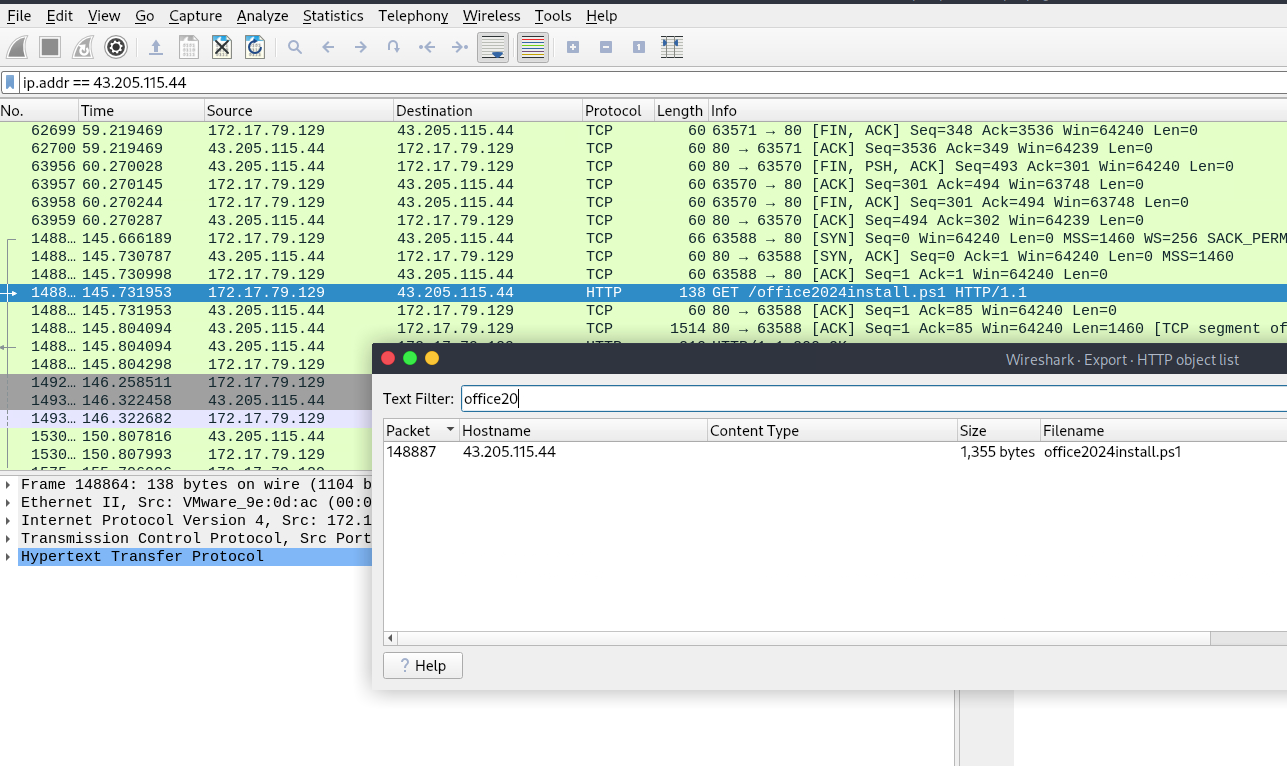 File Edit View Go Capture Analyze Statistics Telephony Wireless Tools Help
ip.addr == 43.205.115.44
No. Time Source Destination Protocol Length Info
62699 59.219469 172.17.79.129 43.205.115.44 TCP 60 63571 → 80 [FIN, ACK] Seq=348 Ack=3536 Win=64240 Len=0
62700 59.219469 43.205.115.44 172.17.79.129 TCP 60 80 → 63571 [ACK] Seq=3536 Ack=349 Win=64239 Len=0
63956 60.270028 43.205.115.44 172.17.79.129 TCP 60 80 → 63570 [FIN, PSH, ACK] Seq=493 Ack=301 Win=64240 Len=0
63957 60.270145 172.17.79.129 43.205.115.44 TCP 60 63570 → 80 [ACK] Seq=301 Ack=494 Win=63748 Len=0
63958 60.270244 172.17.79.129 43.205.115.44 TCP 60 63570 → 80 [FIN, ACK] Seq=301 Ack=494 Win=63748 Len=0
63959 60.270287 43.205.115.44 172.17.79.129 TCP 60 80 → 63570 [ACK] Seq=494 Ack=302 Win=64239 Len=0
1488… 145.666189 172.17.79.129 43.205.115.44 TCP 66 63588 → 80 [SYN] Seq=0 Win=64240 Len=0 MSS=1460 WS=256 SACK_PERM
1488… 145.730787 43.205.115.44 172.17.79.129 TCP 60 80 → 63588 [SYN, ACK] Seq=0 Ack=1 Win=64240 Len=0 MSS=1460
1488… 145.730998 172.17.79.129 43.205.115.44 TCP 60 63588 → 80 [ACK] Seq=1 Ack=1 Win=64240 Len=0
1488… 145.731953 172.17.79.129 43.205.115.44 HTTP 138 GET /office2024install.ps1 HTTP/1.1
1488… 145.731953 43.205.115.44 172.17.79.129 TCP 60 80 → 63588 [ACK] Seq=1 Ack=85 Win=64240 Len=0
1488… 145.804094 43.205.115.44 172.17.79.129 TCP 1514 80 → 63588 [ACK] Seq=1 Ack=85 Win=64240 Len=1460 [TCP segment of
1488… 145.804094 43.205.115.44
1488… 145.804298 172.17.79.129
1492… 146.258511 172.17.79.129
1493… 146.322458 43.205.115.44
1493… 146.322682 172.17.79.129
1530… 150.807816 43.205.115.44
1530… 150.807993 172.17.79.129
Wireshark · Export · HTTP object list
Text Filter: office20
Packet Hostname Content Type Size Filename
148887 43.205.115.44 1,355 bytes office2024install.ps1
? Help
Frame 148864: 138 bytes on wire (1104 b
Ethernet II, Src: VMware_9e:0d:ac (00:0
Internet Protocol Version 4, Src: 172.1
Transmission Control Protocol, Src Port
Hypertext Transfer Protocol